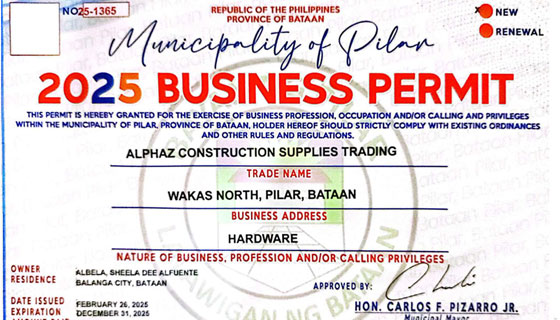 NO25-1365
REPUBLIC OF THE PHILIPPINES
PROVINCE OF BATAAN
NEW
RENEWAL
Municipality of Pilar
2025 BUSINESS PERMIT
THIS PERMIT IS HEREBY GRANTED FOR THE EXERCISE OF BUSINESS PROFESSION, OCCUPATION AND/OR CALLING AND PRIVILEGES
WITHIN THE MUNICIPALITY OF PILAR, PROVINCE OF BATAAN, HOLDER HEREOF SHOULD STRICTLY COMPLY WITH EXISTING ORDINANCES
AND OTHER RULES AND REGULATIONS.
ALPHAZ CONSTRUCTION SUPPLIES TRADING
TRADE NAME
WAKAS NORTH, PILAR, BATAAN
BUSINESS ADDRESS
HARDWARE
NATURE OF BUSINESS, PROFESSION AND/OR CALLING PRIVILEGES
LALAWIGAN NG BATAAN
OWNER ALBELA, SHEELA DEE ALFUENTE
RESIDENCE BALANGA CITY, BATAAN
APPROVED BY:
DATE ISSUED FEBRUARY 26, 2025
EXPIRATION DECEMBER 31, 2025
HON. CARLOS F. PIZARRO JR.
Municipal Mayor